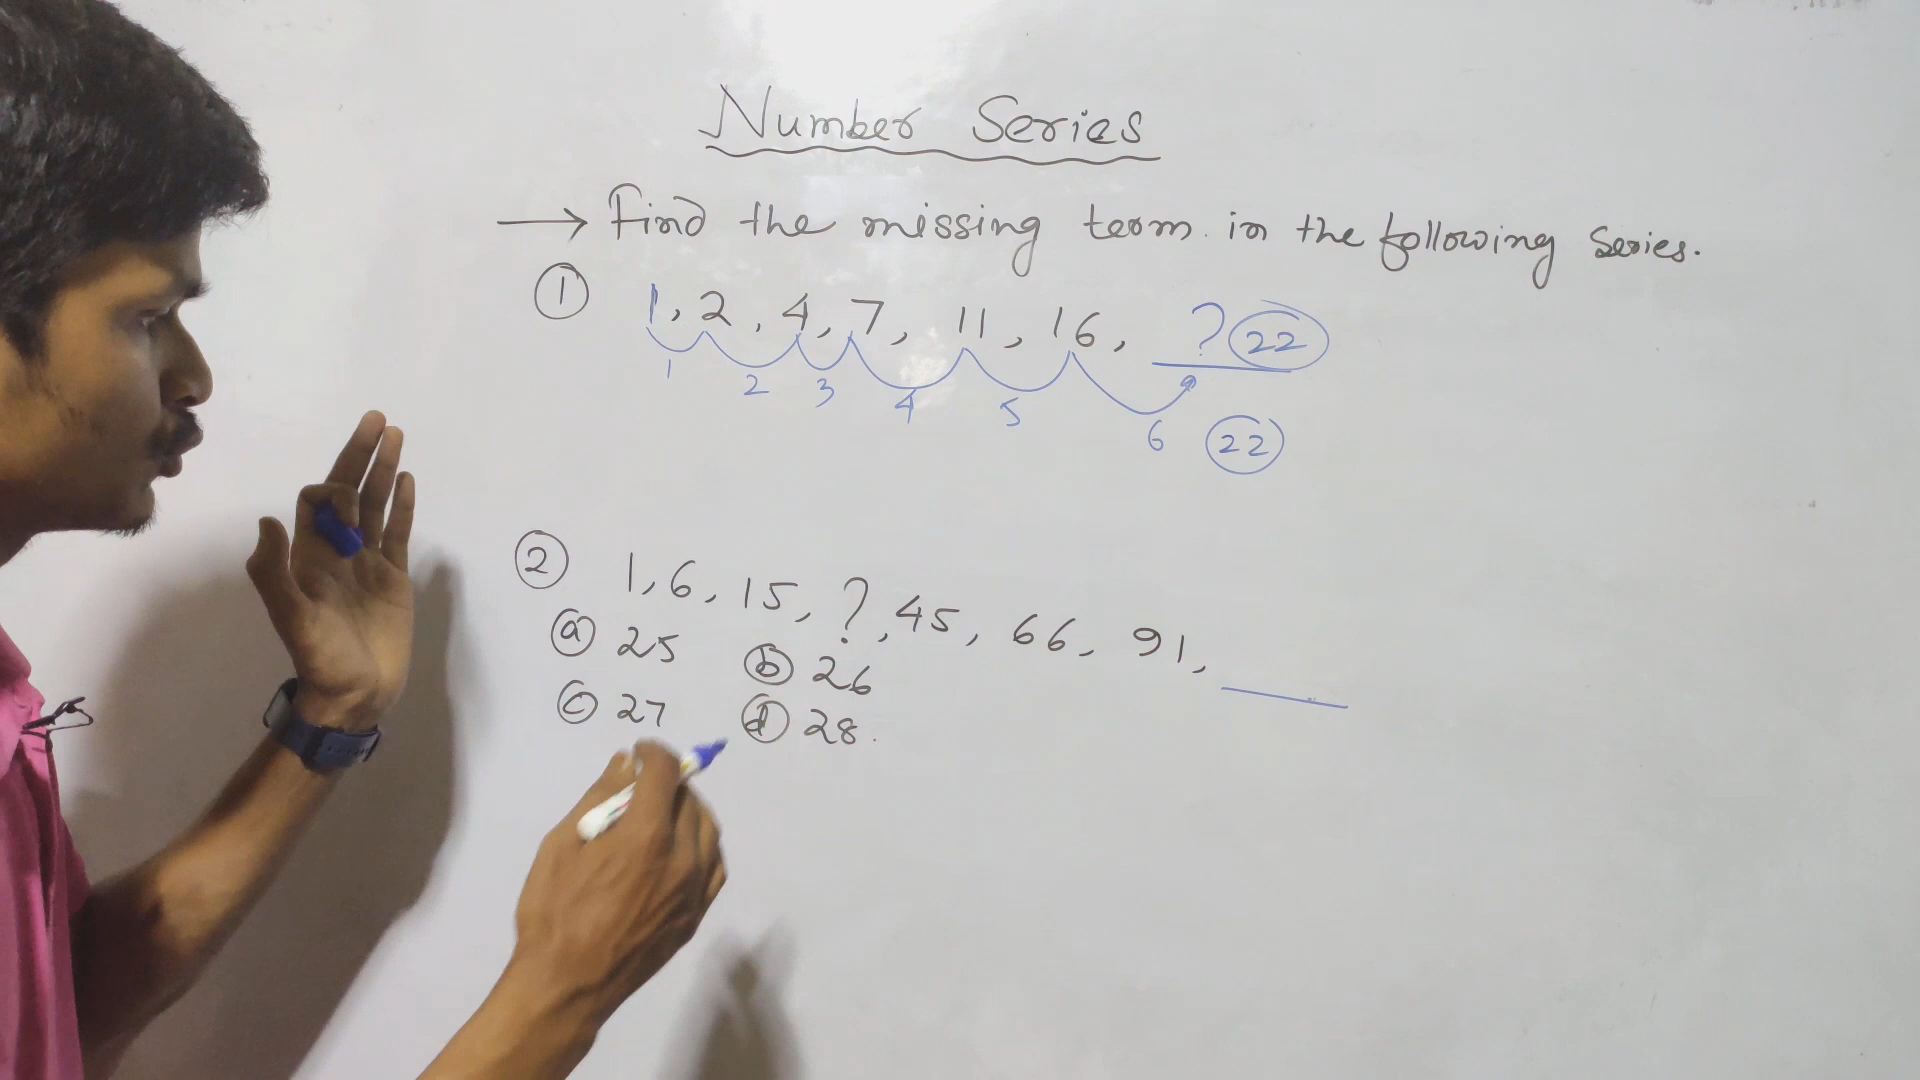 Number Series
→ Find the missing term in the following Series.
① 1, 2, 4, 7, 11, 16, ? 22
1 2 3 4 5 6 22
② 1, 6, 15, ?, 45, 66, 91, ___
ⓐ 25 ⓑ 26
ⓒ 27 ⓓ 28.